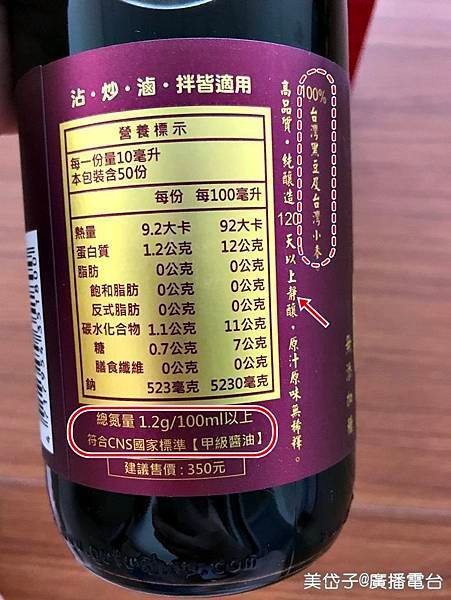 沾・炒・滷・拌皆適用
營養標示
每一份量10毫升
本包裝含50份
每份 每100毫升
熱量 9.2大卡 92大卡
蛋白質 1.2公克 12公克
脂肪 0公克 0公克
飽和脂肪 0公克 0公克
反式脂肪 0公克 0公克
碳水化合物 1.1公克 11公克
糖 0.7公克 7公克
膳食纖維 0公克 0公克
鈉 523毫克 5230毫克
總氮量 1.2g/100ml以上
符合CNS國家標準【甲級醬油】
建議售價:350元
100%台灣黑豆及台灣小麥
高品質・純釀造120天以上靜釀，原汁原味無稀釋。
無添加
美岱子@廣播電台